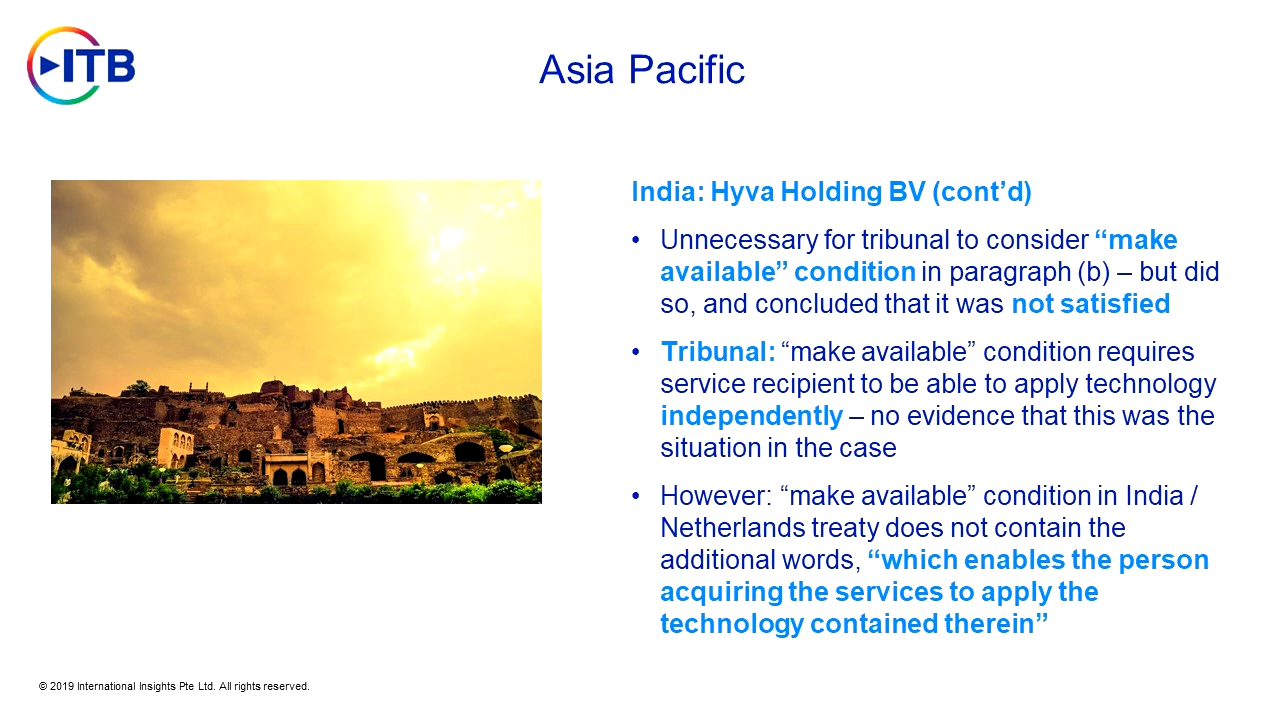 ITB
Asia Pacific
India: Hyva Holding BV (cont’d)
• Unnecessary for tribunal to consider “make
available” condition in paragraph (b) – but did
so, and concluded that it was not satisfied
• Tribunal: “make available” condition requires
service recipient to be able to apply technology
independently – no evidence that this was the
situation in the case
• However: “make available” condition in India /
Netherlands treaty does not contain the
additional words, “which enables the person
acquiring the services to apply the
technology contained therein”
© 2019 International Insights Pte Ltd. All rights reserved.